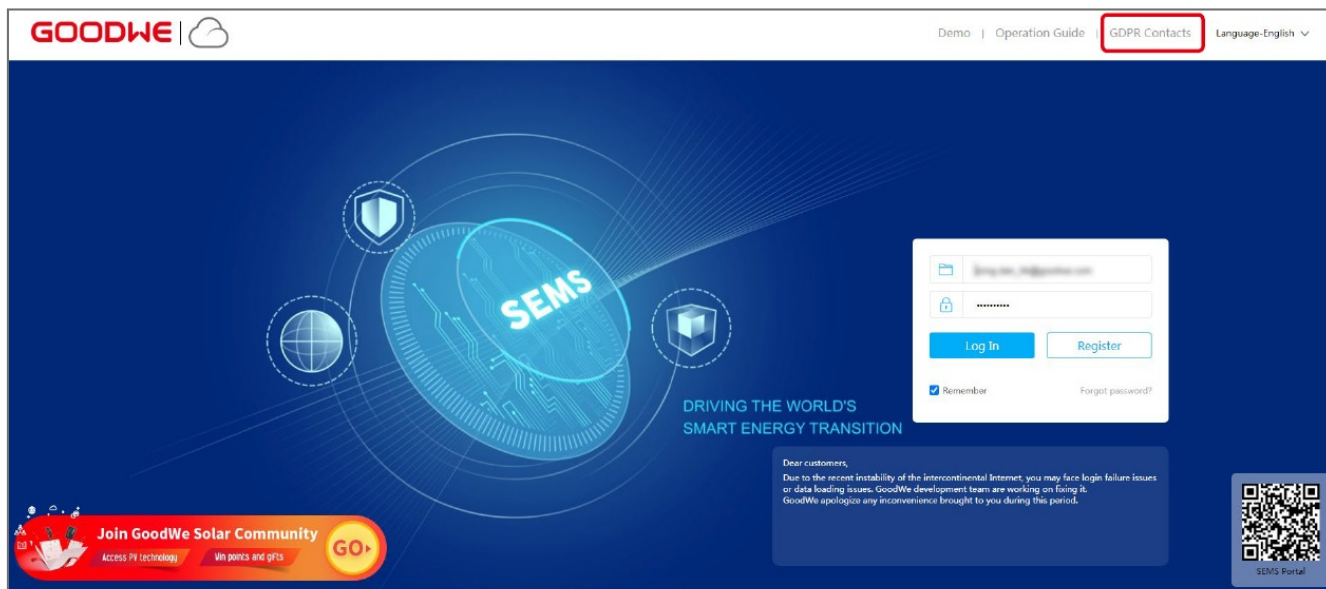 GOODWE
Demo | Operation Guide | GDPR Contacts Language-English
SEMS
Log In Register
Remember Forgot password?
DRIVING THE WORLD'S
SMART ENERGY TRANSITION
Dear customers,
Due to the recent instability of the intercontinental Internet, you may face login failure issues
or data loading issues. GoodWe development team are working on fixing it.
GoodWe apologize any inconvenience brought to you during this period.
Join GoodWe Solar Community
Access PV technology Vin points and gFts
GO
SEMS Portal